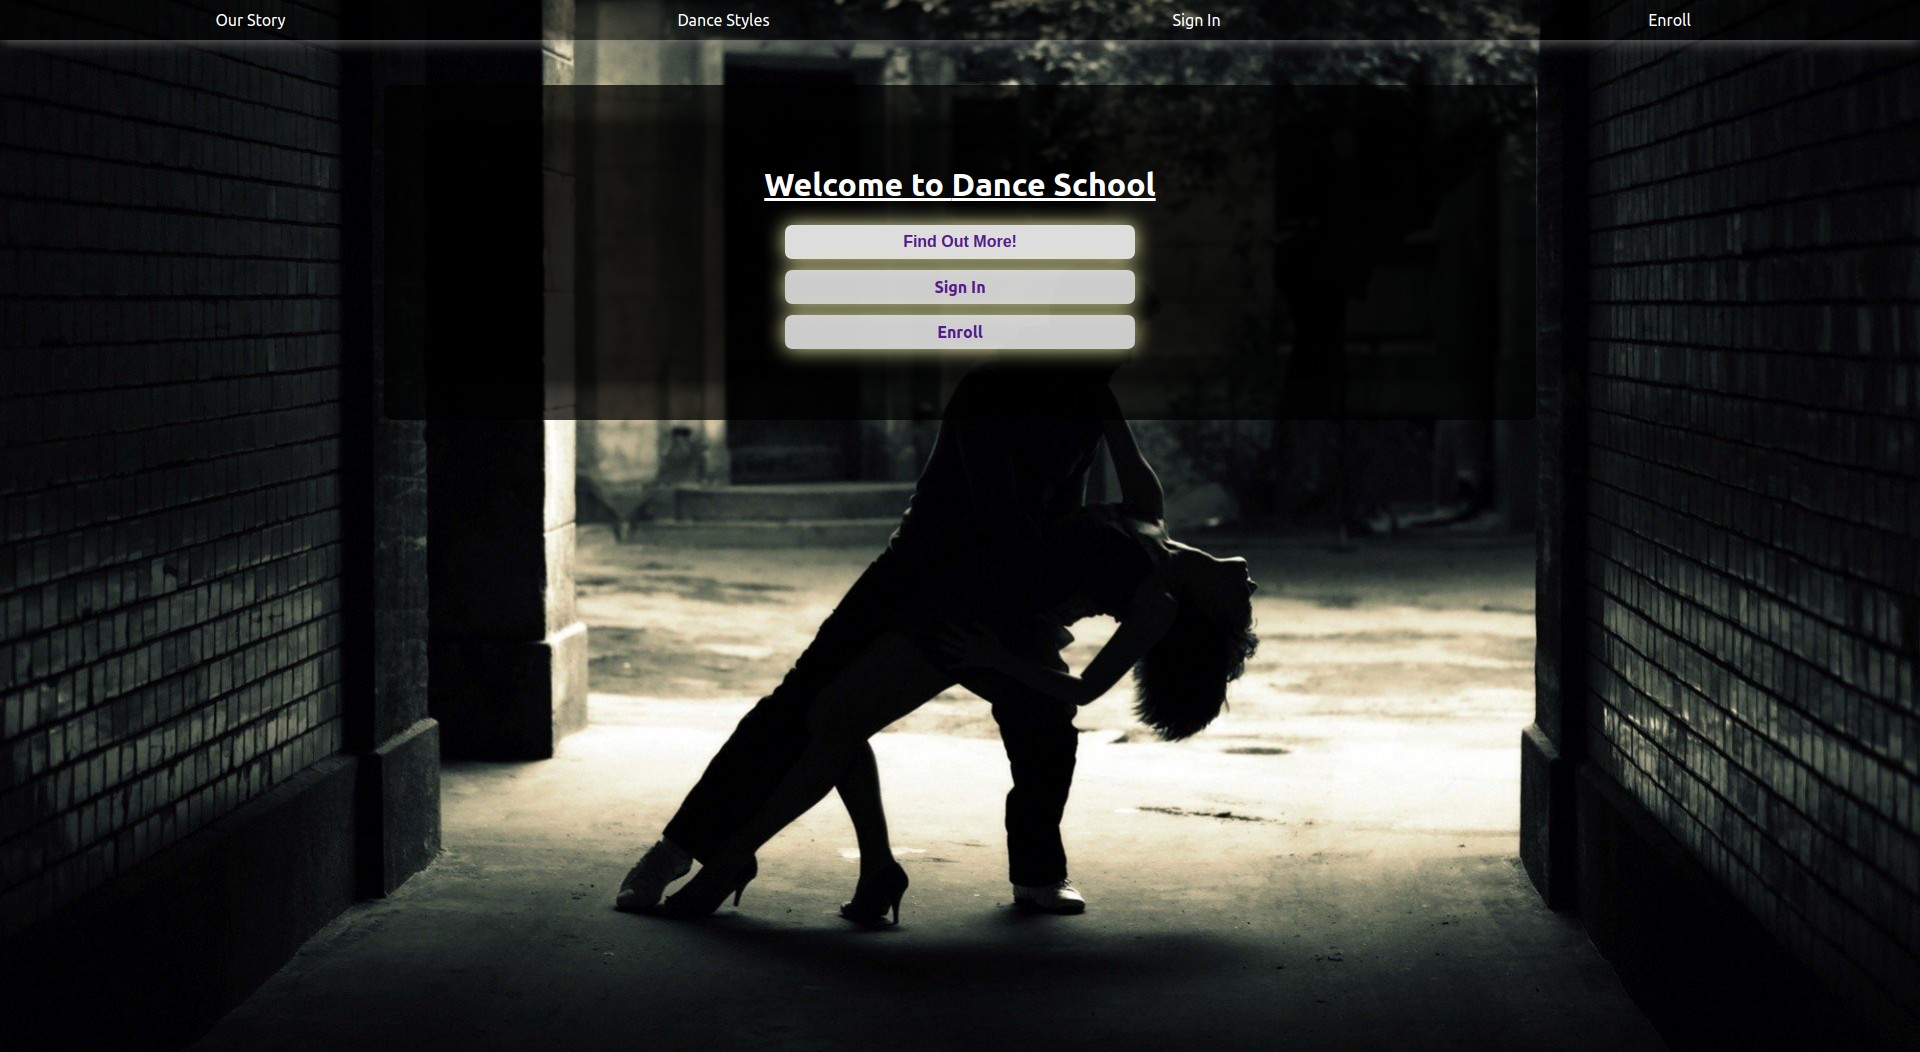 Our Story
Dance Styles
Sign In
Enroll
Welcome to Dance School
Find Out More!
Sign In
Enroll